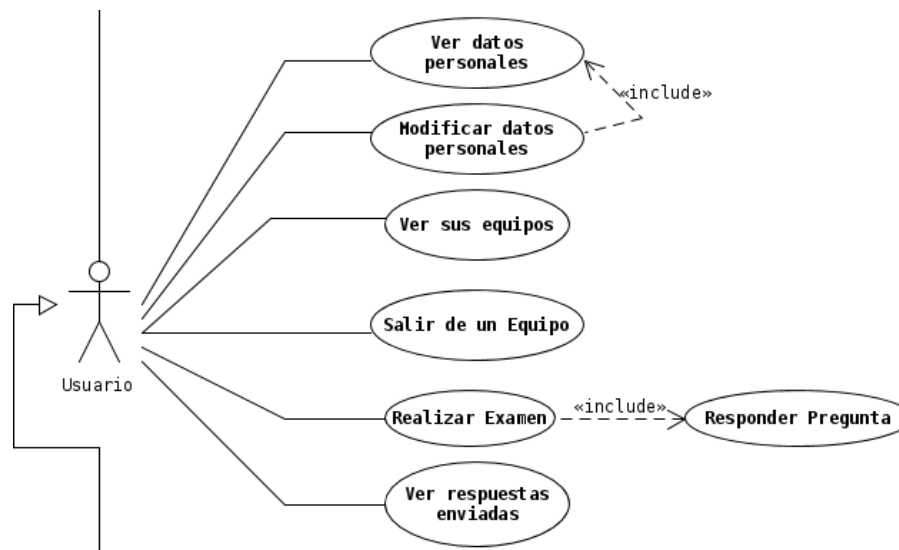 Ver datos
personales
«include»
Modificar datos
personales
Ver sus equipos
Salir de un Equipo
Usuario
Realizar Examen
«include»
Responder Pregunta
Ver respuestas
enviadas